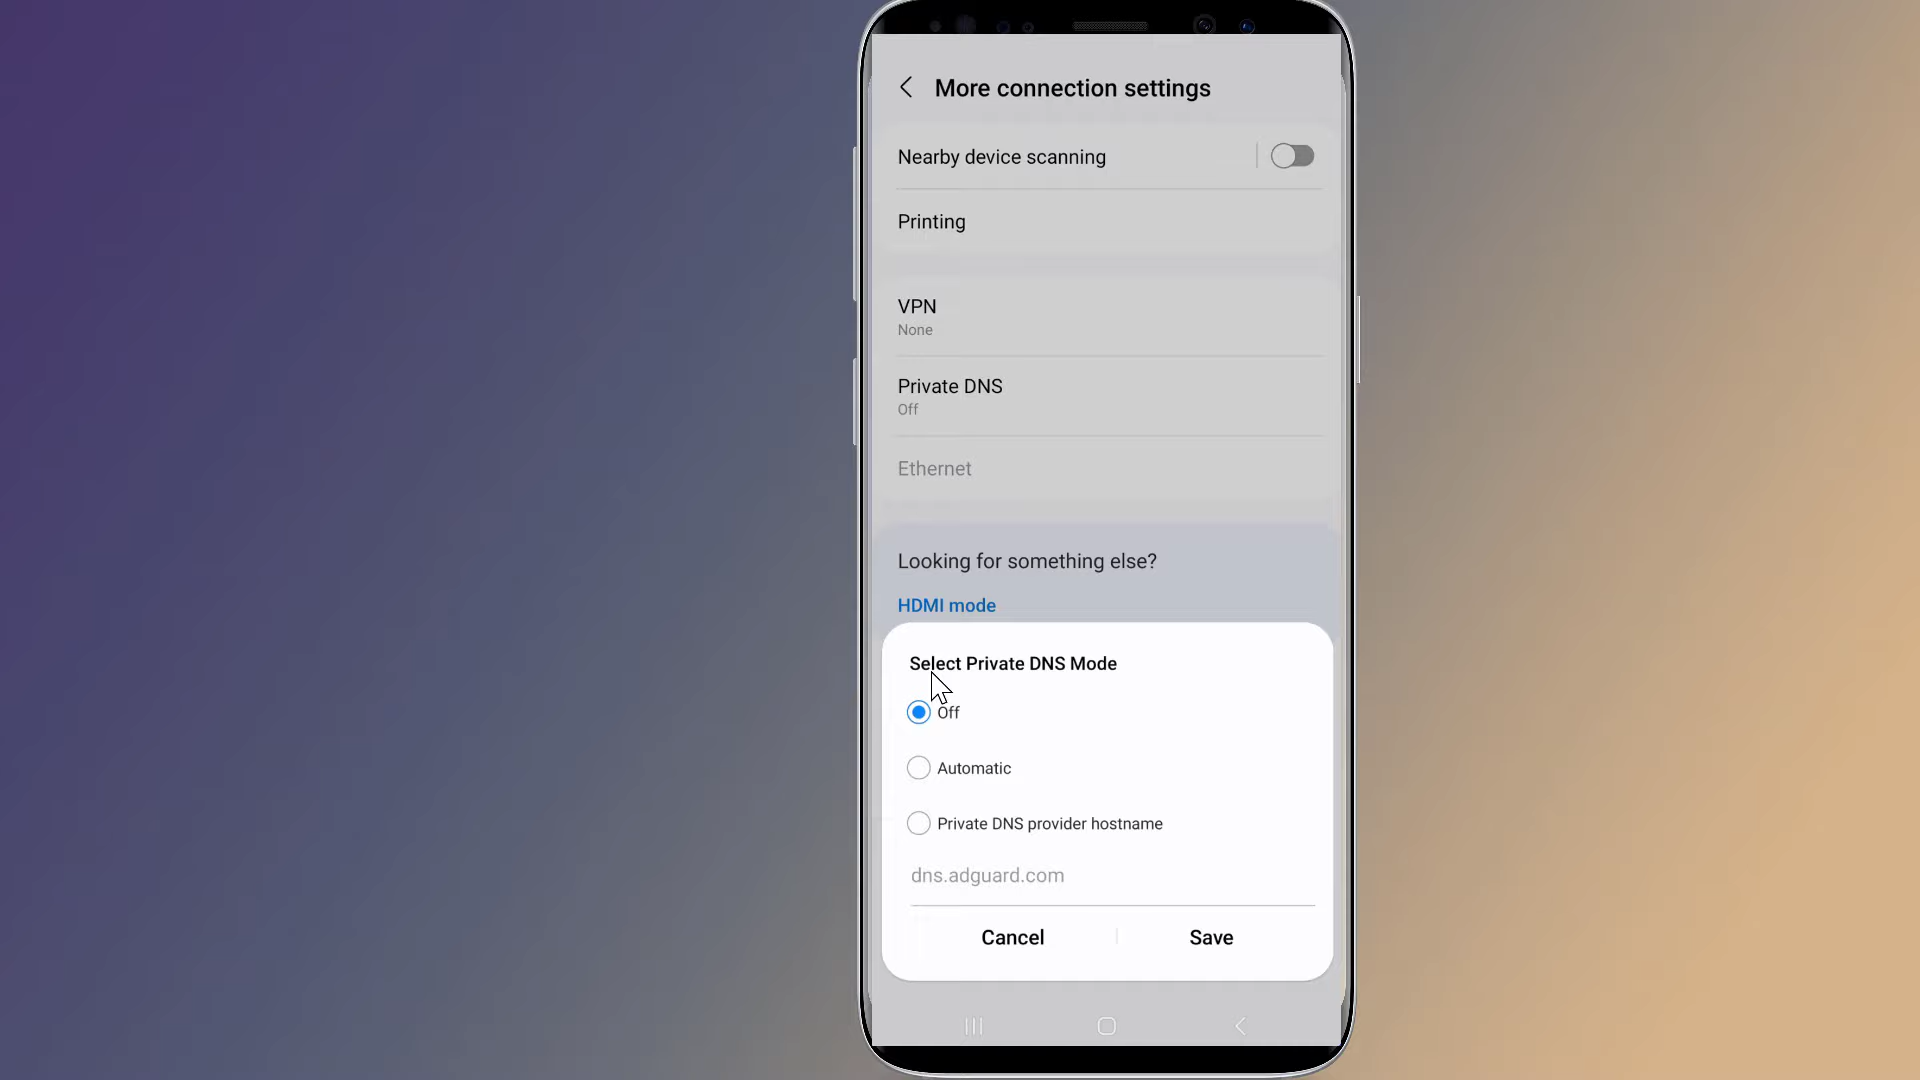 More connection settings
Nearby device scanning
Printing
VPN
None
Private DNS
Off
Ethernet
Looking for something else?
HDMI mode
Select Private DNS Mode
Off
Automatic
Private DNS provider hostname
dns.adguard.com
Cancel
Save